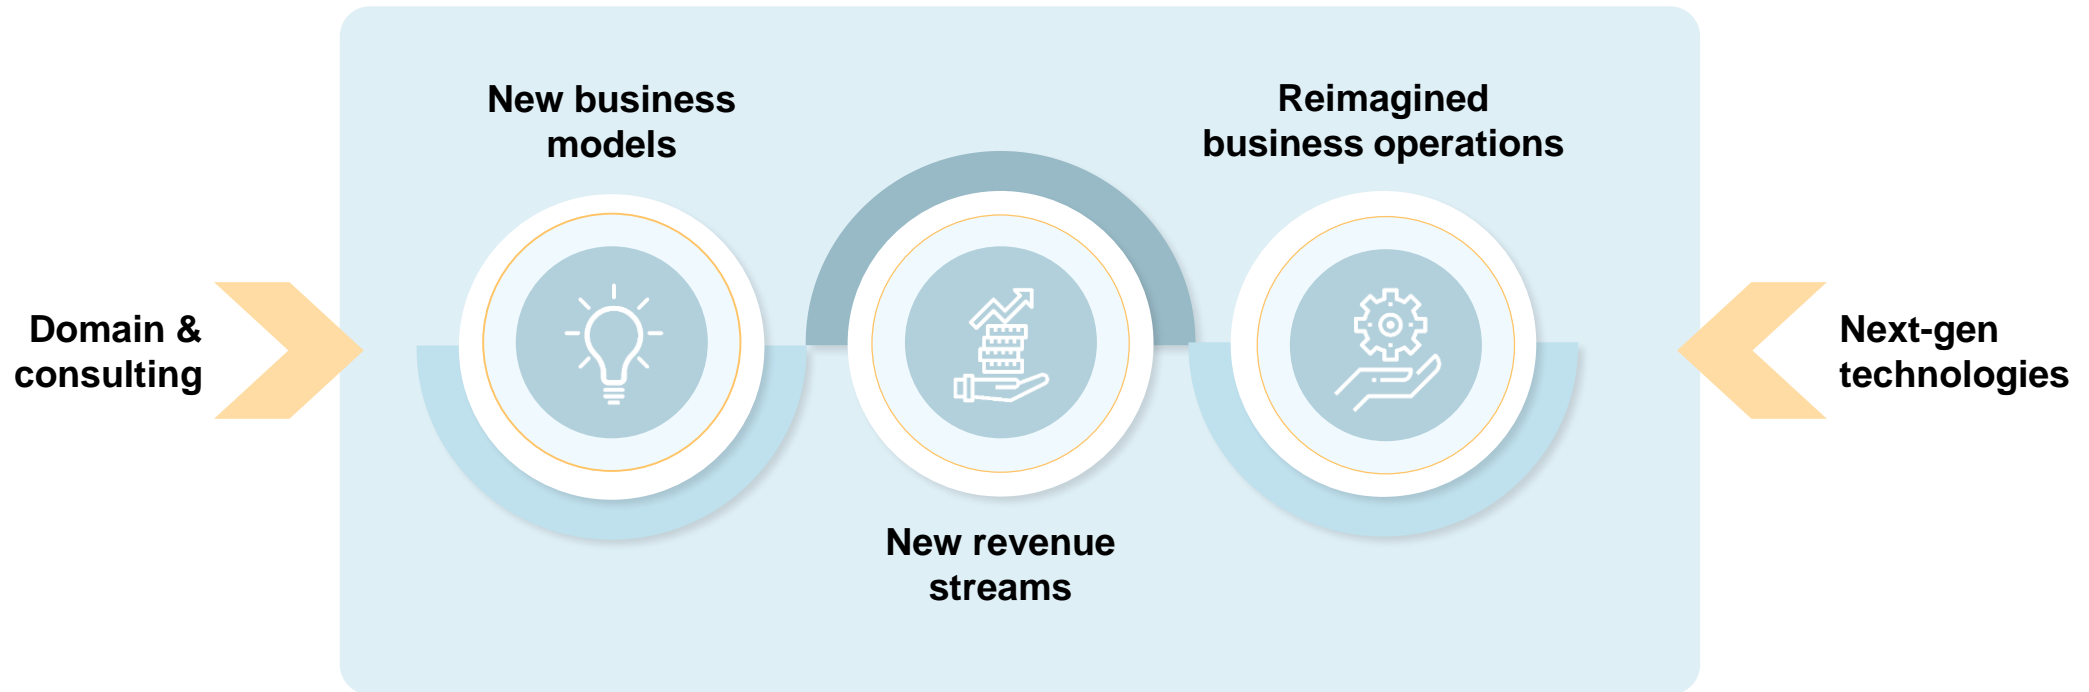 New business
models
Reimagined
business operations
Domain &
consulting
Next-gen
technologies
New revenue
streams